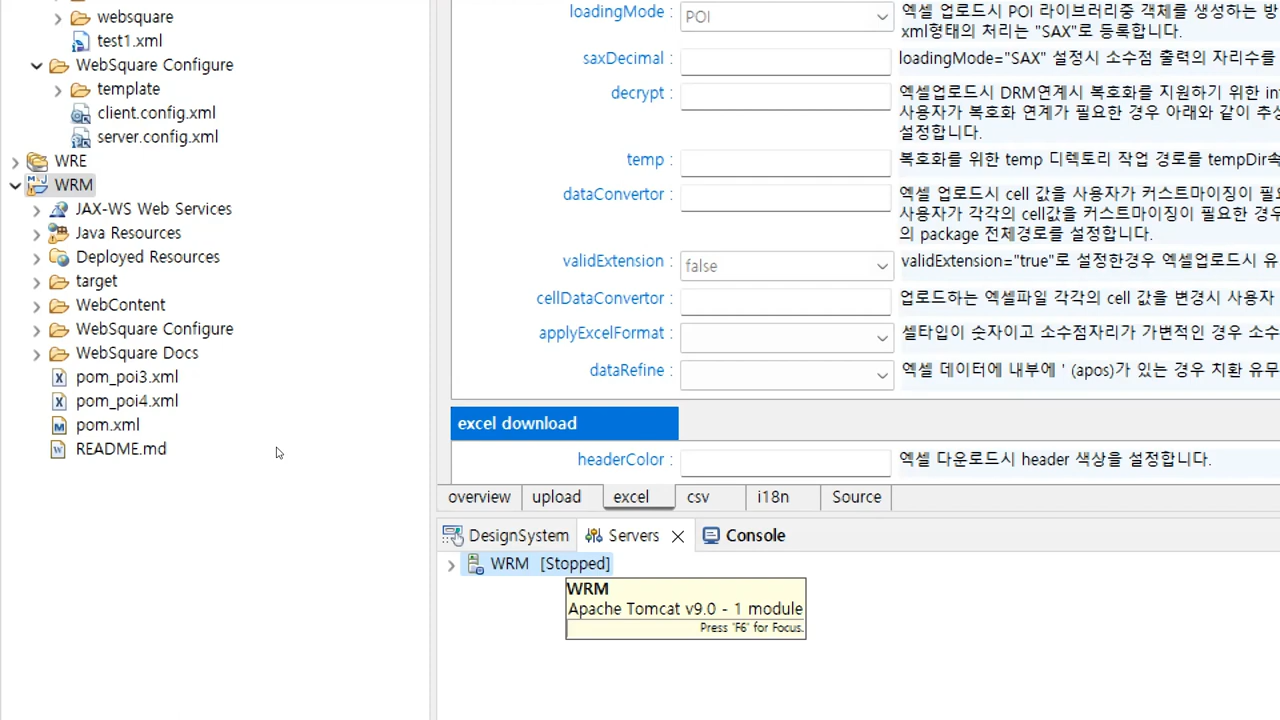 websquare
test1.xml
WebSquare Configure
template
client.config.xml
server.config.xml
WRE
WRM
JAX-WS Web Services
Java Resources
Deployed Resources
target
WebContent
WebSquare Configure
WebSquare Docs
pom_poi3.xml
pom_poi4.xml
pom.xml
README.md
loadingMode : POI 엑셀 업로드시 POI 라이브러리중 객체를 생성하는 방
xml형태의 처리는 "SAX"로 등록합니다.
saxDecimal : loadingMode="SAX" 설정시 소수점 출력의 자리수를
decrypt : 엑셀업로드시 DRM연계시 복호화를 지원하기 위한 int
사용자가 복호화 연계가 필요한 경우 아래와 같이 추상
설정합니다.
temp : 복호화를 위한 temp 디렉토리 작업 경로를 tempDir속
dataConvertor : 엑셀 업로드시 cell 값을 사용자가 커스트마이징이 필요
사용자가 각각의 cell값을 커스트마이징이 필요한 경우
의 package 전체경로를 설정합니다.
validExtension : false validExtension="true"로 설정한경우 엑셀업로드시 유
cellDataConvertor : 업로드하는 엑셀파일 각각의 cell 값을 변경시 사용자
applyExcelFormat : 셀타입이 숫자이고 소수점자리가 가변적인 경우 소수
dataRefine : 엑셀 데이터에 내부에 ' (apos)가 있는 경우 치환 유무
excel download
headerColor : 엑셀 다운로드시 header 색상을 설정합니다.
overview upload excel csv i18n Source
DesignSystem Servers Console
WRM [Stopped]
WRM
Apache Tomcat v9.0 - 1 module
Press 'F6' for Focus.